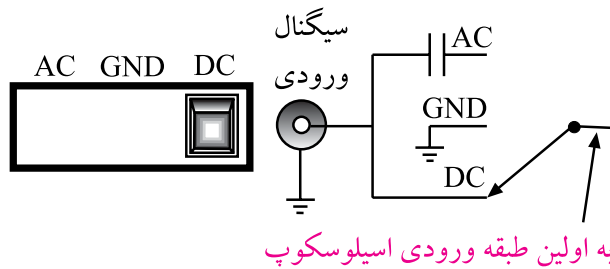 AC GND DC
سیگنال
ورودی
AC
GND
DC
به اولین طبقه ورودی اسیلوسکوپ